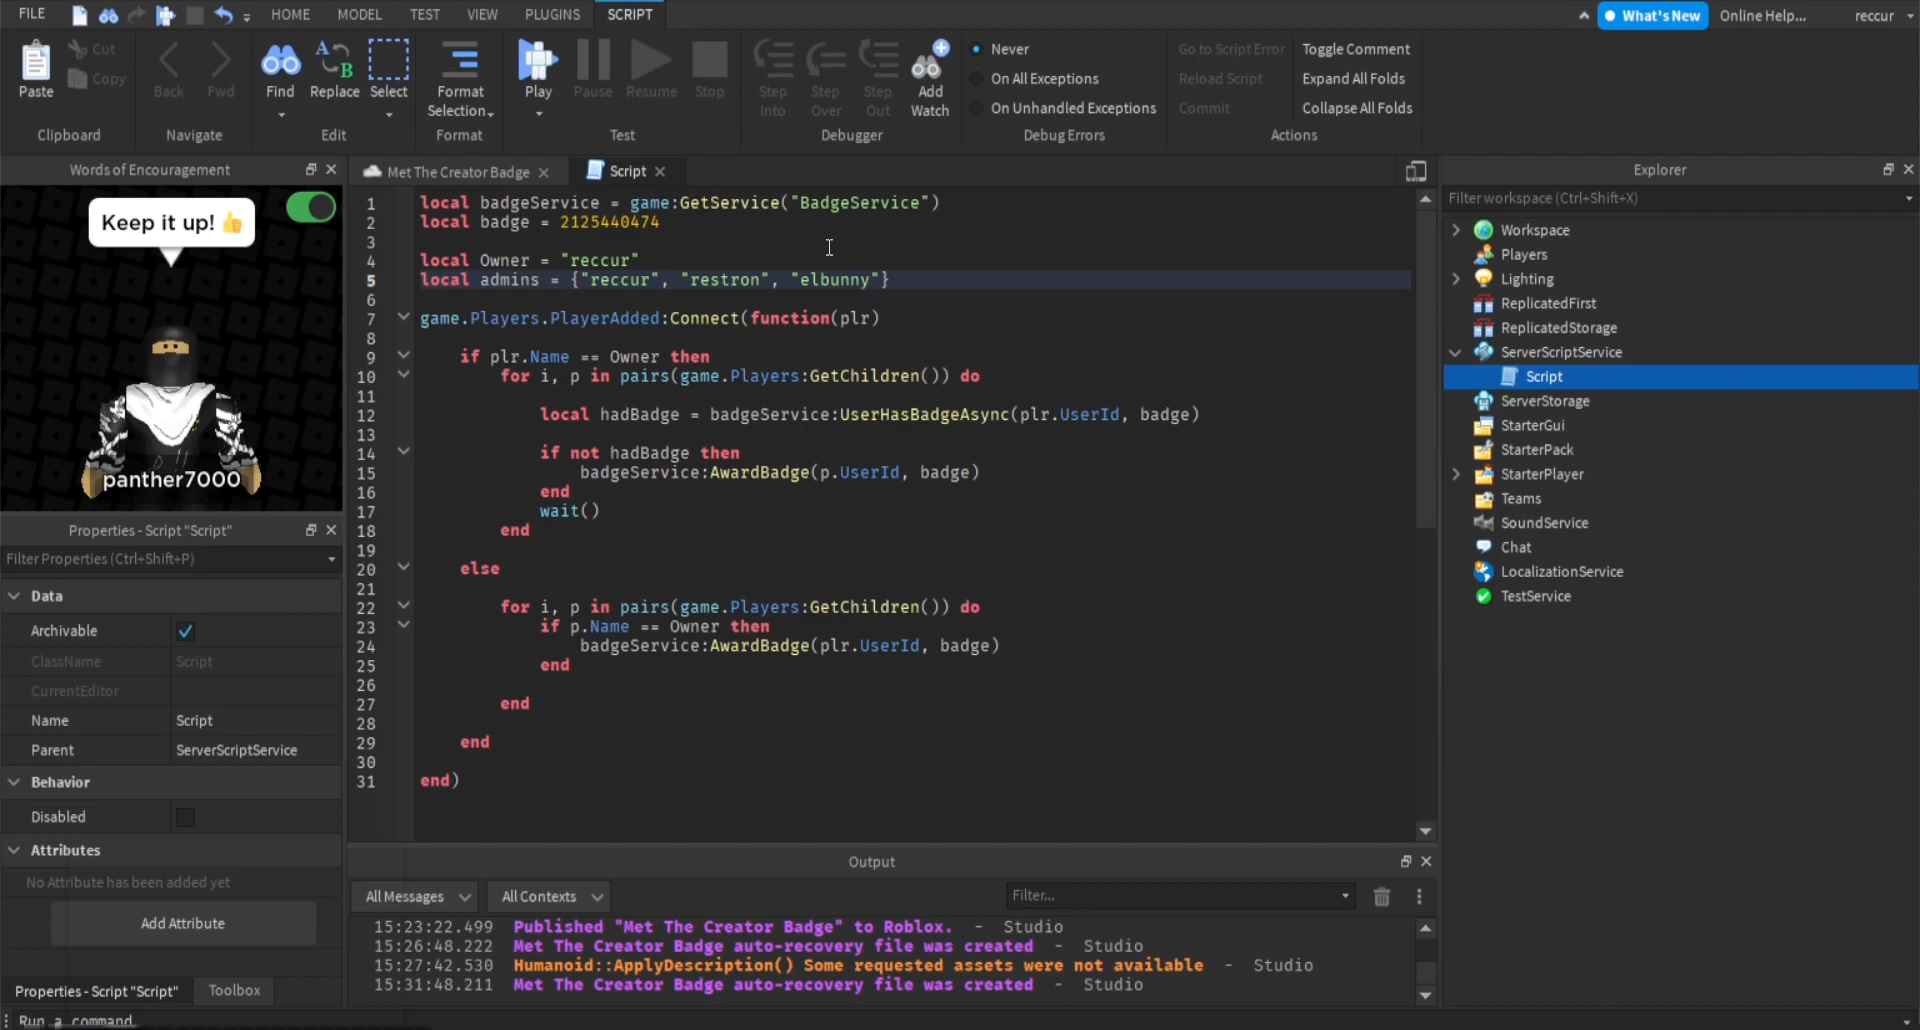 FILE HOME MODEL TEST VIEW PLUGINS SCRIPT What's New Online Help... reccur
Paste Cut Copy
Clipboard
Back Fwd
Navigate
Find Replace Select
Edit
Format Selection
Format
Play Pause Resume Stop
Test
Step Into Step Over Step Out Add Watch
Debugger
Never
On All Exceptions
On Unhandled Exceptions
Debug Errors
Go to Script Error Toggle Comment
Reload Script Expand All Folds
Commit Collapse All Folds
Actions
Words of Encouragement
Keep it up! 👍
panther7000
Properties - Script "Script"
Filter Properties (Ctrl+Shift+P)
Data
Archivable
ClassName Script
CurrentEditor
Name Script
Parent ServerScriptService
Behavior
Disabled
Attributes
No Attribute has been added yet
Add Attribute
Properties - Script "Script" Toolbox
Run a command
Met The Creator Badge Script
1 local badgeService = game:GetService("BadgeService")
2 local badge = 2125440474
3
4 local Owner = "reccur"
5 local admins = {"reccur", "restron", "elbunny"}
6
7 game.Players.PlayerAdded:Connect(function(plr)
8
9 if plr.Name == Owner then
10 for i, p in pairs(game.Players:GetChildren()) do
11
12 local hadBadge = badgeService:UserHasBadgeAsync(plr.UserId, badge)
13
14 if not hadBadge then
15 badgeService:AwardBadge(p.UserId, badge)
16 end
17 wait()
18 end
19
20 else
21
22 for i, p in pairs(game.Players:GetChildren()) do
23 if p.Name == Owner then
24 badgeService:AwardBadge(plr.UserId, badge)
25 end
26
27 end
28
29 end
30
31 end)
Output
All Messages All Contexts Filter...
15:23:22.499 Published "Met The Creator Badge" to Roblox. - Studio
15:26:48.222 Met The Creator Badge auto-recovery file was created - Studio
15:27:42.530 Humanoid::ApplyDescription() Some requested assets were not available - Studio
15:31:48.211 Met The Creator Badge auto-recovery file was created - Studio
Explorer
Filter workspace (Ctrl+Shift+X)
Workspace
Players
Lighting
ReplicatedFirst
ReplicatedStorage
ServerScriptService
Script
ServerStorage
StarterGui
StarterPack
StarterPlayer
Teams
SoundService
Chat
LocalizationService
TestService